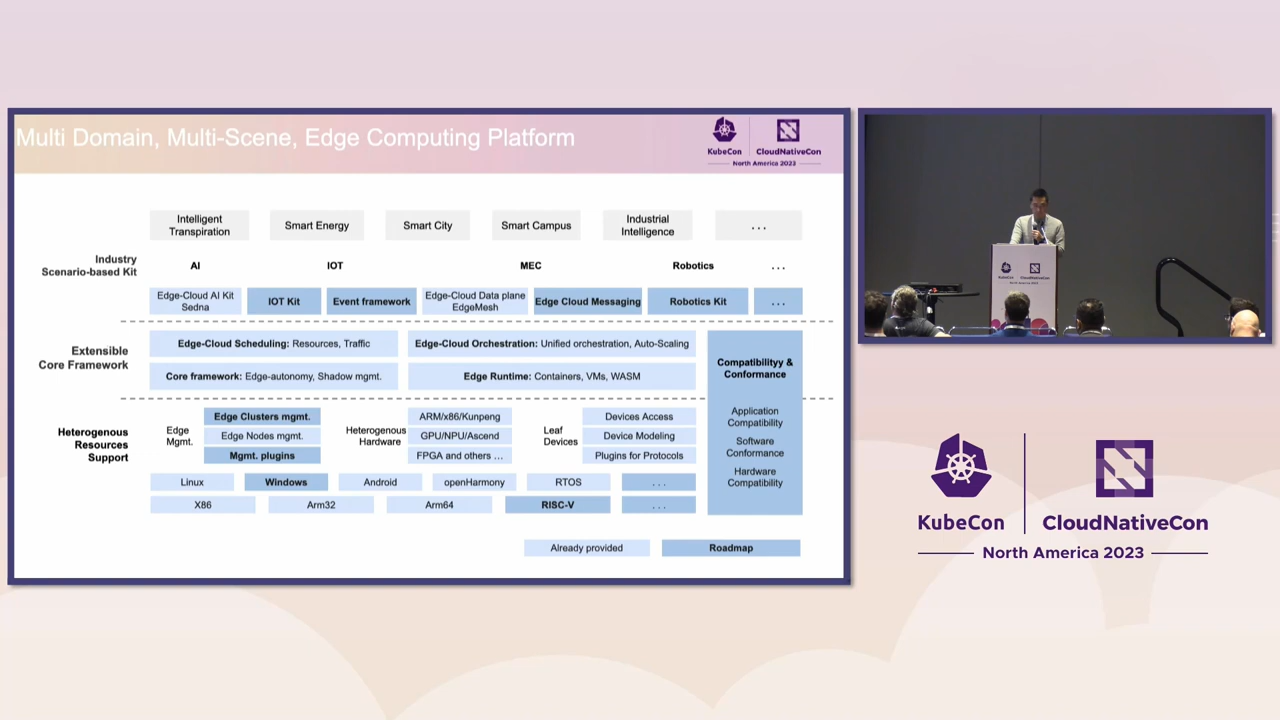 Multi Domain, Multi-Scene, Edge Computing Platform
KubeCon
CloudNativeCon
North America 2023
Intelligent
Transpiration
Smart Energy
Smart City
Smart Campus
Industrial
Intelligence
...
Industry
Scenario-based Kit
AI
IOT
MEC
Robotics
...
Edge-Cloud AI Kit
Sedna
IOT Kit
Event framework
Edge-Cloud Data plane
EdgeMesh
Edge Cloud Messaging
Robotics Kit
...
Extensible
Core Framework
Edge-Cloud Scheduling: Resources, Traffic
Edge-Cloud Orchestration: Unified orchestration, Auto-Scaling
Core framework: Edge-autonomy, Shadow mgmt.
Edge Runtime: Containers, VMs, WASM
Compatibilityy &
Conformance
Application
Compatibility
Software
Conformance
Hardware
Compatibility
Heterogenous
Resources
Support
Edge
Mgmt.
Edge Clusters mgmt.
Edge Nodes mgmt.
Mgmt. plugins
Heterogenous
Hardware
ARM/x86/Kunpeng
GPU/NPU/Ascend
FPGA and others ...
Leaf
Devices
Devices Access
Device Modeling
Plugins for Protocols
Linux
Windows
Android
openHarmony
RTOS
...
X86
Arm32
Arm64
RISC-V
...
Already provided
Roadmap
KubeCon
CloudNativeCon
North America 2023